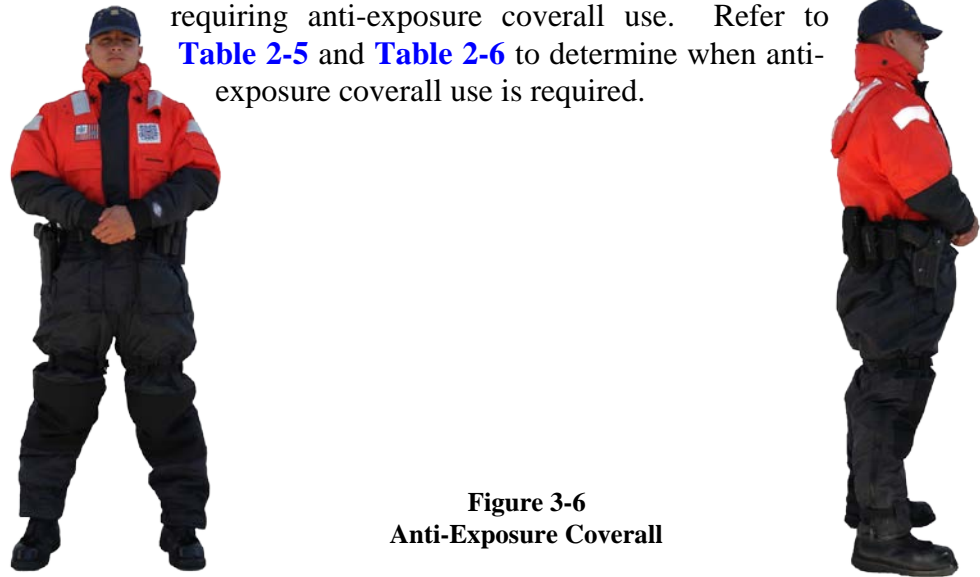 requiring anti-exposure coverall use. Refer to
Table 2-5 and Table 2-6 to determine when anti-
exposure coverall use is required.
Figure 3-6
Anti-Exposure Coverall